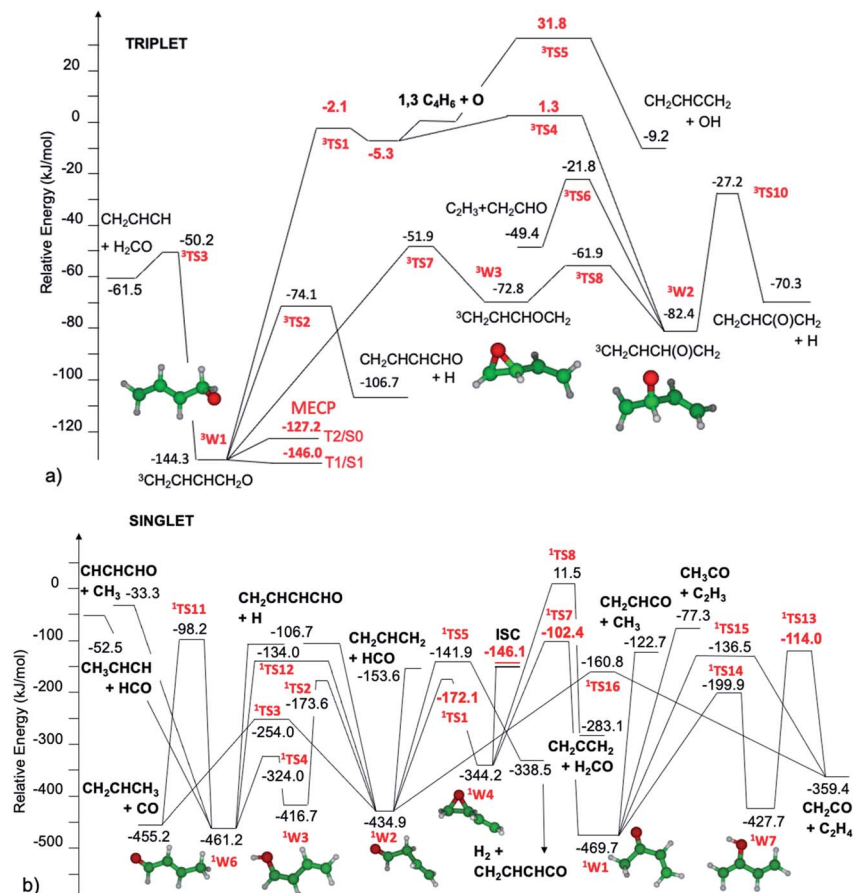 TRIPLET
Relative Energy (kJ/mol)
20
0
-20
-40
-60
-80
-100
-120
31.8
³TS5
1,3 C₄H₆ + O
-2.1
³TS1
-5.3
1.3
³TS4
CH₂CHCCH₂
+ OH
-9.2
-21.8
³TS6
C₂H₃+CH₂CHO
-49.4
-27.2
³TS10
CH₂CHCH
+ H₂CO
-61.5
-50.2
³TS3
-51.9
³TS7
³W3
-72.8
³CH₂CHCHOCH₂
-61.9
³TS8
³W2
-82.4
³CH₂CHCH(O)CH₂
-70.3
CH₂CHC(O)CH₂
+ H
-74.1
³TS2
CH₂CHCHCHO
+ H
-106.7
MECP
-127.2
T2/S0
-146.0
T1/S1
³W1
-144.3
³CH₂CHCHCH₂O
a)
SINGLET
Relative Energy (kJ/mol)
0
-100
-200
-300
-400
-500
CHCHCHO
+ CH₃
-33.3
-52.5
CH₃CHCH
+ HCO
¹TS11
-98.2
CH₂CHCHCHO
+ H
-106.7
-134.0
¹TS12
¹TS2
-173.6
¹TS3
-254.0
¹TS4
-324.0
-416.7
¹W3
CH₂CHCH₃
+ CO
-455.2
-461.2
¹W6
CH₂CHCH₂
+ HCO
-153.6
-434.9
¹W2
¹TS5
-141.9
-172.1
¹TS1
ISC
-146.1
-344.2
¹W4
-338.5
H₂ +
CH₂CHCHCO
¹TS8
11.5
¹TS7
-102.4
-283.1
CH₂CCH₂
+ H₂CO
-469.7
¹W1
CH₂CHCO
+ CH₃
-122.7
-160.8
¹TS16
CH₃CO
+ C₂H₃
-77.3
¹TS15
-136.5
¹TS14
-199.9
¹TS13
-114.0
-427.7
¹W7
-359.4
CH₂CO
+ C₂H₄
b)